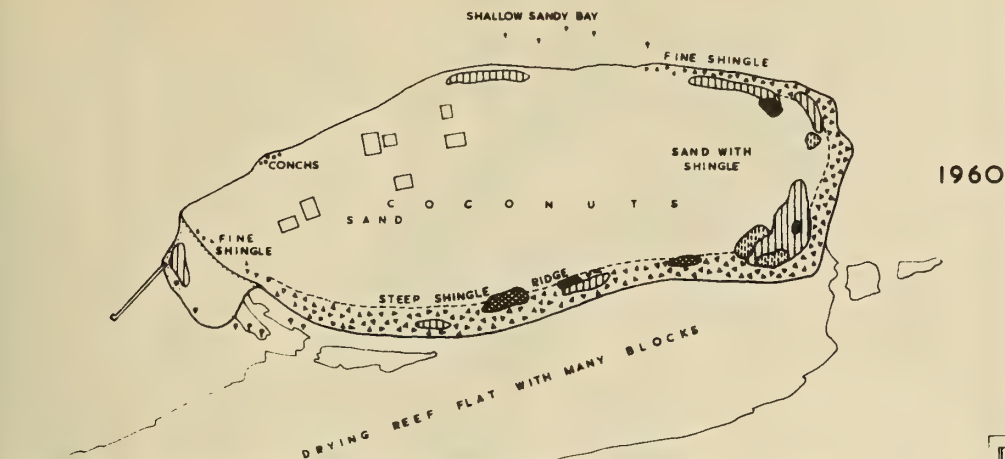 SHALLOW SANDY BAY
FINE SHINGLE
CONCHS
SAND WITH
SHINGLE
1960
COCONUTS
SAND
FINE
SHINGLE
STEEP SHINGLE RIDGE
DRYING REEF FLAT WITH MANY BLOCKS